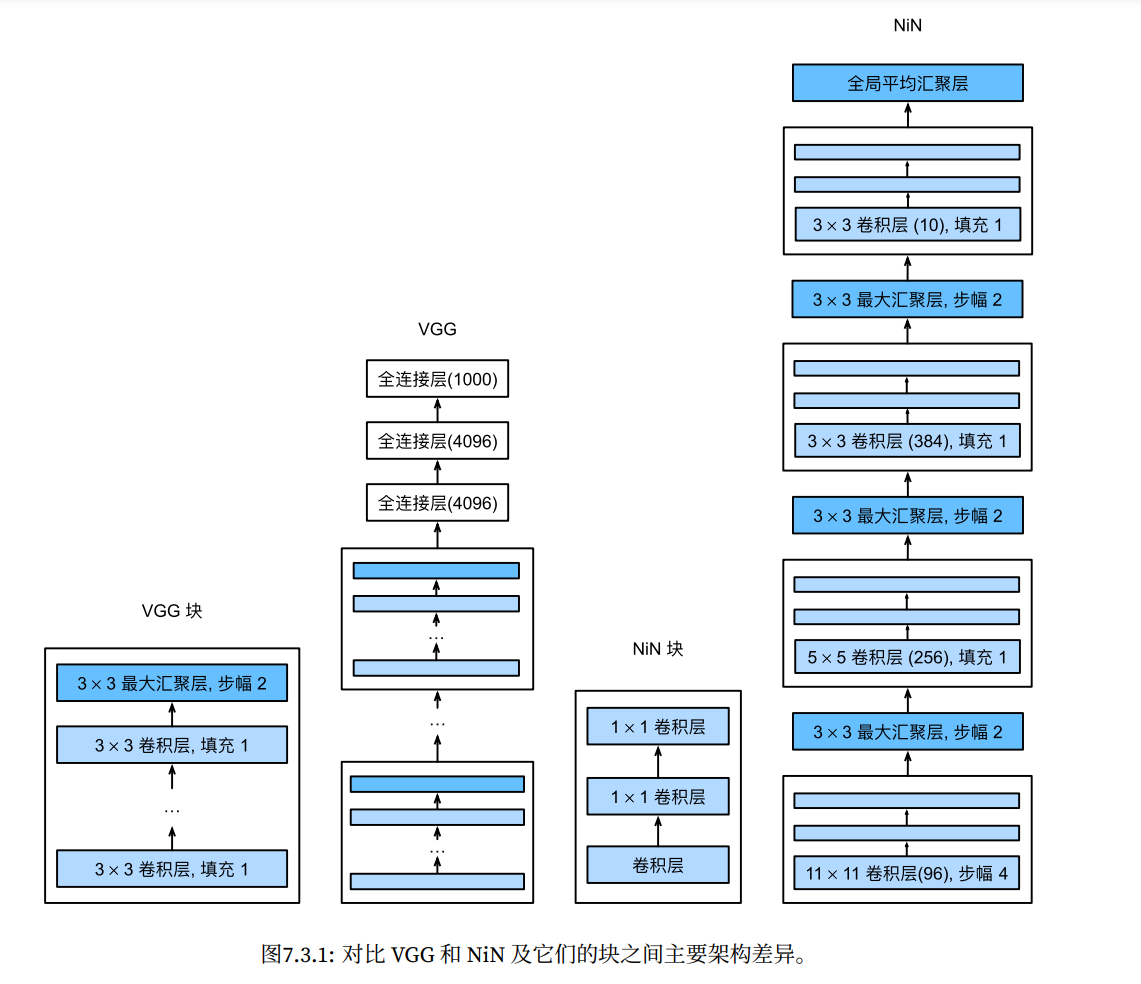 VGG 块
3 × 3 最大汇聚层, 步幅 2
3 × 3 卷积层, 填充 1
...
3 × 3 卷积层, 填充 1
VGG
全连接层(1000)
全连接层(4096)
全连接层(4096)
...
...
...
NiN 块
1 × 1 卷积层
1 × 1 卷积层
卷积层
NiN
全局平均汇聚层
3 × 3 卷积层 (10), 填充 1
3 × 3 最大汇聚层, 步幅 2
3 × 3 卷积层 (384), 填充 1
3 × 3 最大汇聚层, 步幅 2
5 × 5 卷积层 (256), 填充 1
3 × 3 最大汇聚层, 步幅 2
11 × 11 卷积层(96), 步幅 4
图7.3.1: 对比 VGG 和 NiN 及它们的块之间主要架构差异。